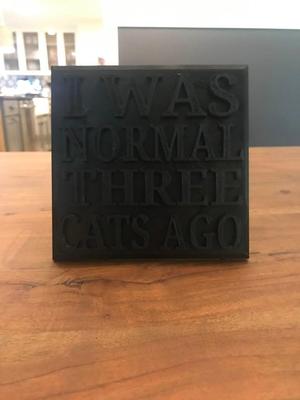 I WAS
NORMAL
THREE
CATS AGO